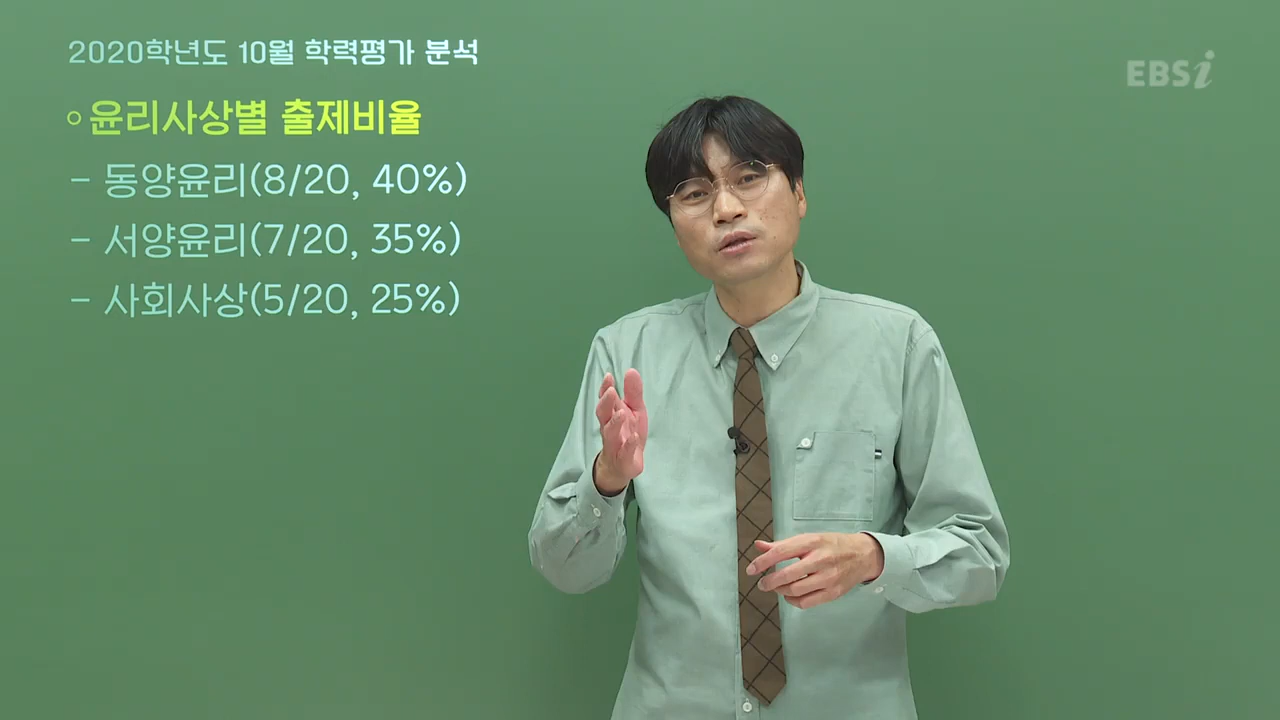 2020학년도 10월 학력평가 분석
EBSi
윤리사상별 출제비율
- 동양윤리(8/20, 40%)
- 서양윤리(7/20, 35%)
- 사회사상(5/20, 25%)